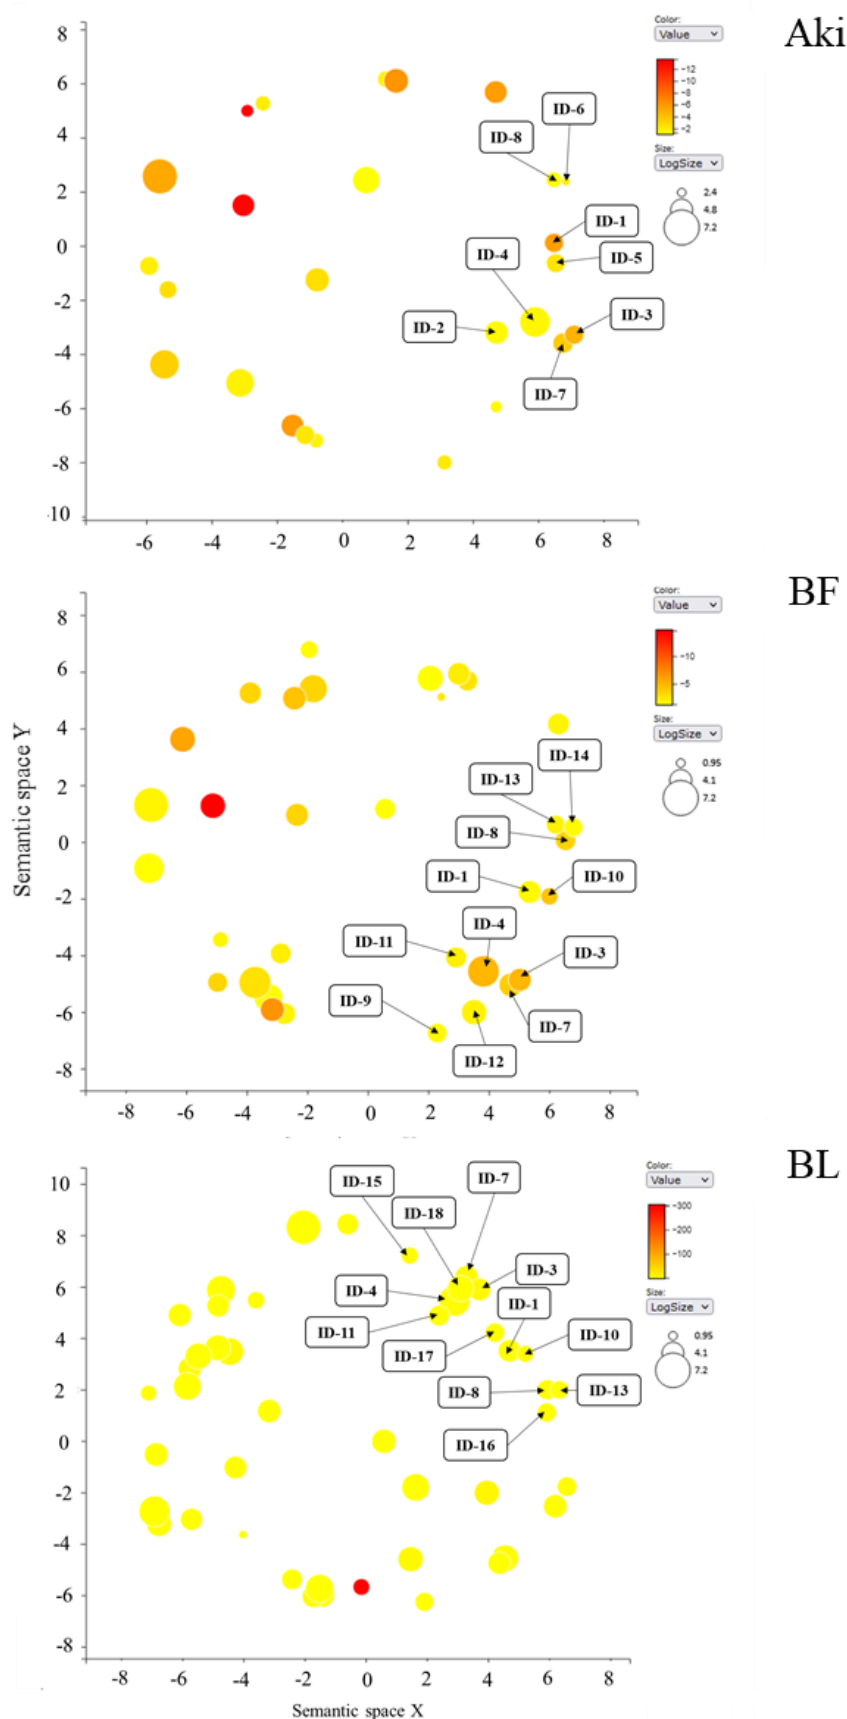 Aki
Color:
Value
-12
-10
-8
-6
-4
-2
Size:
LogSize
2.4
4.8
7.2
8
6
4
2
0
-2
-4
-6
-8
10
ID-6
ID-8
ID-1
ID-5
ID-4
ID-3
ID-2
ID-7
-6 -4 -2 0 2 4 6 8
BF
Color:
Value
-10
-5
Size:
LogSize
0.95
4.1
7.2
Semantic space Y
8
6
4
2
0
-2
-4
-6
-8
ID-14
ID-13
ID-8
ID-1
ID-10
ID-4
ID-11
ID-3
ID-9
ID-7
ID-12
-8 -6 -4 -2 0 2 4 6 8
BL
Color:
Value
-300
-200
-100
Size:
LogSize
0.95
4.1
7.2
10
8
6
4
2
0
-2
-4
-6
-8
ID-7
ID-15
ID-18
ID-3
ID-4
ID-1
ID-11
ID-10
ID-17
ID-8
ID-13
ID-16
-8 -6 -4 -2 0 2 4 6 8
Semantic space X